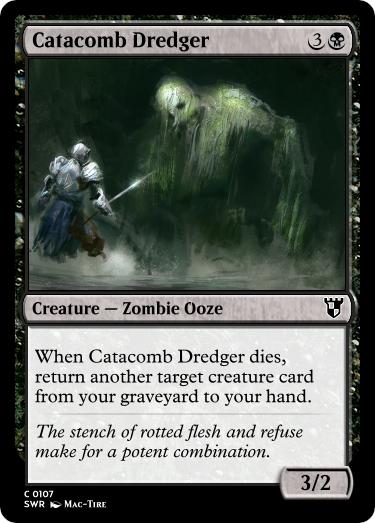 Catacomb Dredger 3
Creature — Zombie Ooze
When Catacomb Dredger dies,
return another target creature card
from your graveyard to your hand.
The stench of rotted flesh and refuse
make for a potent combination.
3/2
C 0107
SWR Mac-Tire